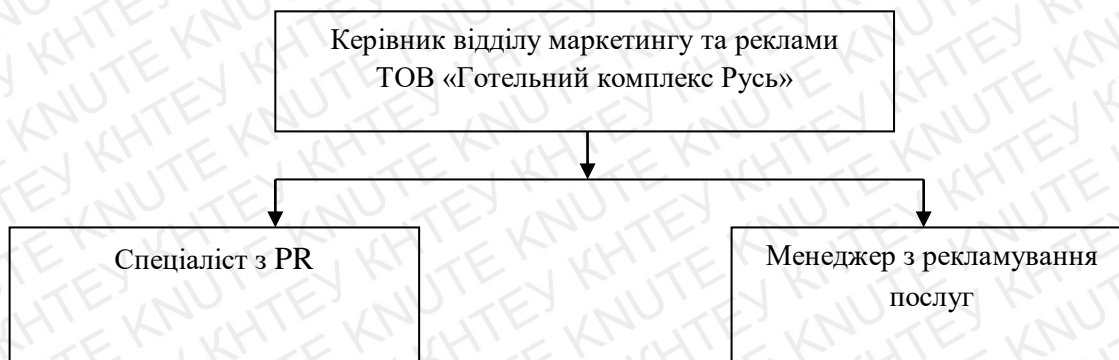 Керівник відділу маркетингу та реклами
ТОВ «Готельний комплекс Русь»
Спеціаліст з PR
Менеджер з рекламування
послуг